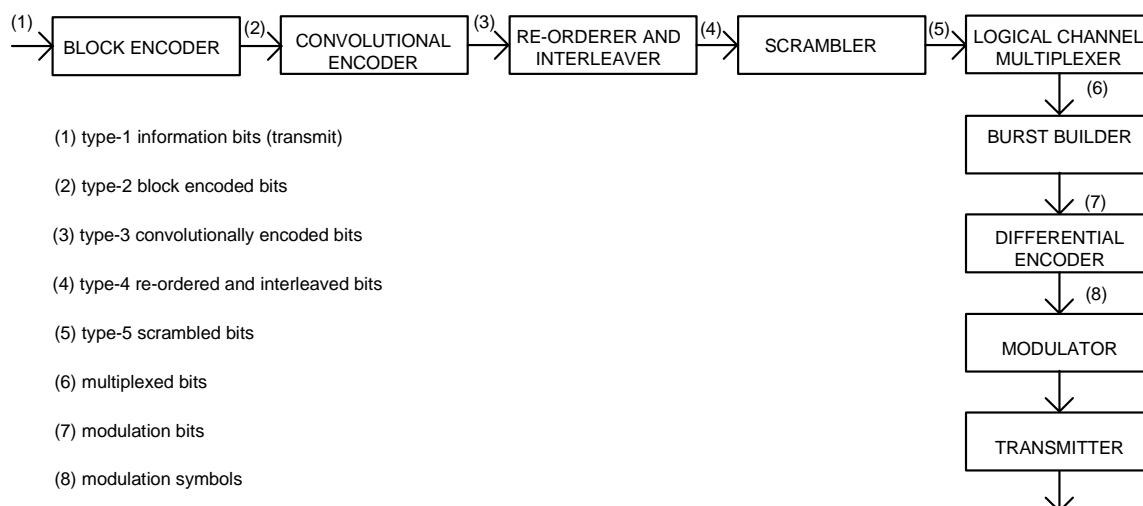 (1)
BLOCK ENCODER
(2)
CONVOLUTIONAL
ENCODER
(3)
RE-ORDERER AND
INTERLEAVER
(4)
SCRAMBLER
(5)
LOGICAL CHANNEL
MULTIPLEXER
(6)
BURST BUILDER
(7)
DIFFERENTIAL
ENCODER
(8)
MODULATOR
TRANSMITTER
(1) type-1 information bits (transmit)
(2) type-2 block encoded bits
(3) type-3 convolutionally encoded bits
(4) type-4 re-ordered and interleaved bits
(5) type-5 scrambled bits
(6) multiplexed bits
(7) modulation bits
(8) modulation symbols